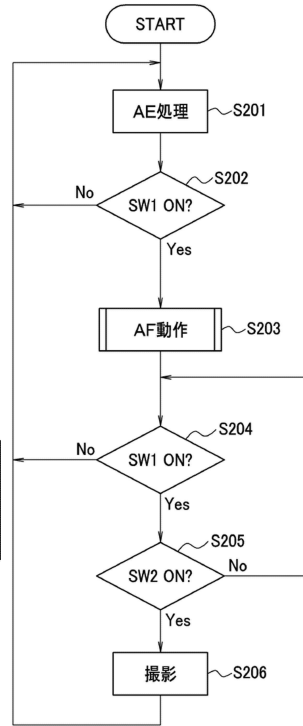 START
AE処理
S201
S202
No
SW1 ON?
Yes
AF動作
S203
S204
No
SW1 ON?
Yes
S205
SW2 ON?
No
Yes
撮影
S206